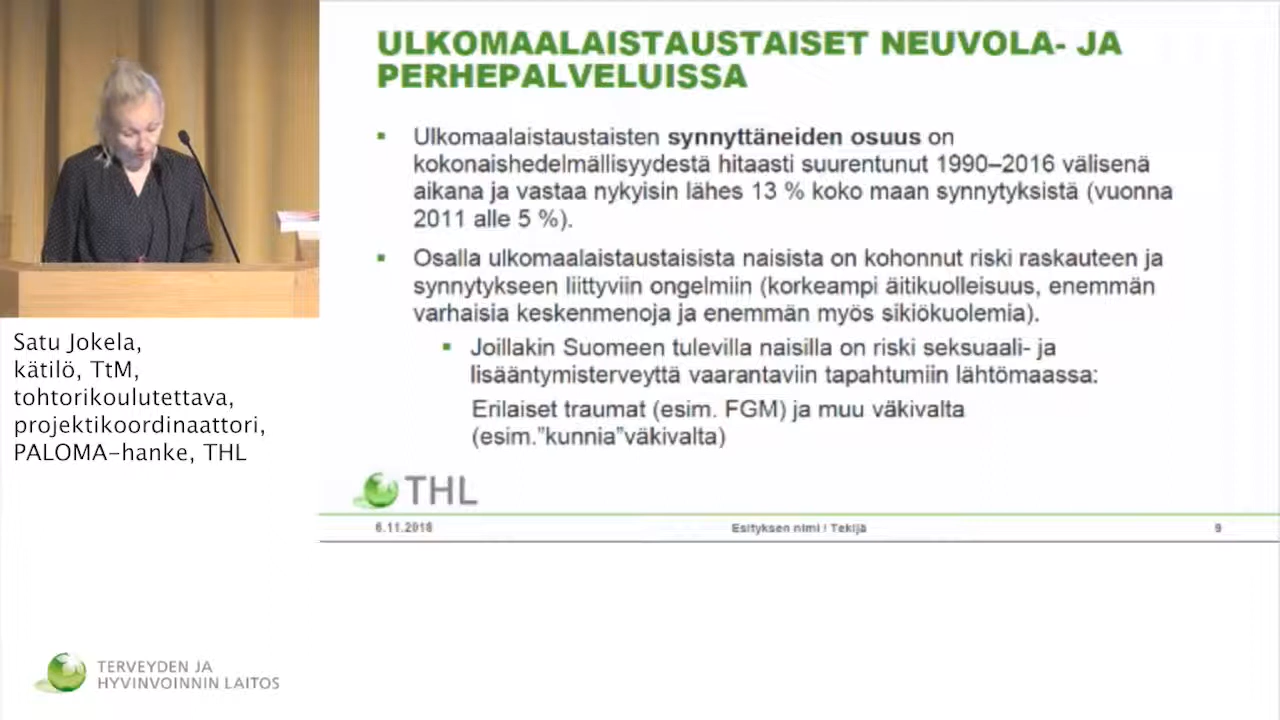 ULKOMAALAISTAUSTAISET NEUVOLA- JA
PERHEPALVELUISSA
▪ Ulkomaalaistaustaisten synnyttäneiden osuus on
kokonaishedelmällisyydestä hitaasti suurentunut 1990–2016 välisenä
aikana ja vastaa nykyisin lähes 13 % koko maan synnytyksistä (vuonna
2011 alle 5 %).
▪ Osalla ulkomaalaistaustaisista naisista on kohonnut riski raskauteen ja
synnytykseen liittyviin ongelmiin (korkeampi äitikuolleisuus, enemmän
varhaisia keskenmenoja ja enemmän myös sikiökuolemia).
▪ Joillakin Suomeen tulevilla naisilla on riski seksuaali- ja
lisääntymisterveyttä vaarantaviin tapahtumiin lähtömaassa:
Erilaiset traumat (esim. FGM) ja muu väkivalta
(esim."kunnia"väkivalta)
THL
6.11.2018
Esityksen nimi / Tekijä
9
Satu Jokela,
kätilö, TtM,
tohtorikoulutettava,
projektikoordinaattori,
PALOMA-hanke, THL
TERVEYDEN JA
HYVINVOINNIN LAITOS